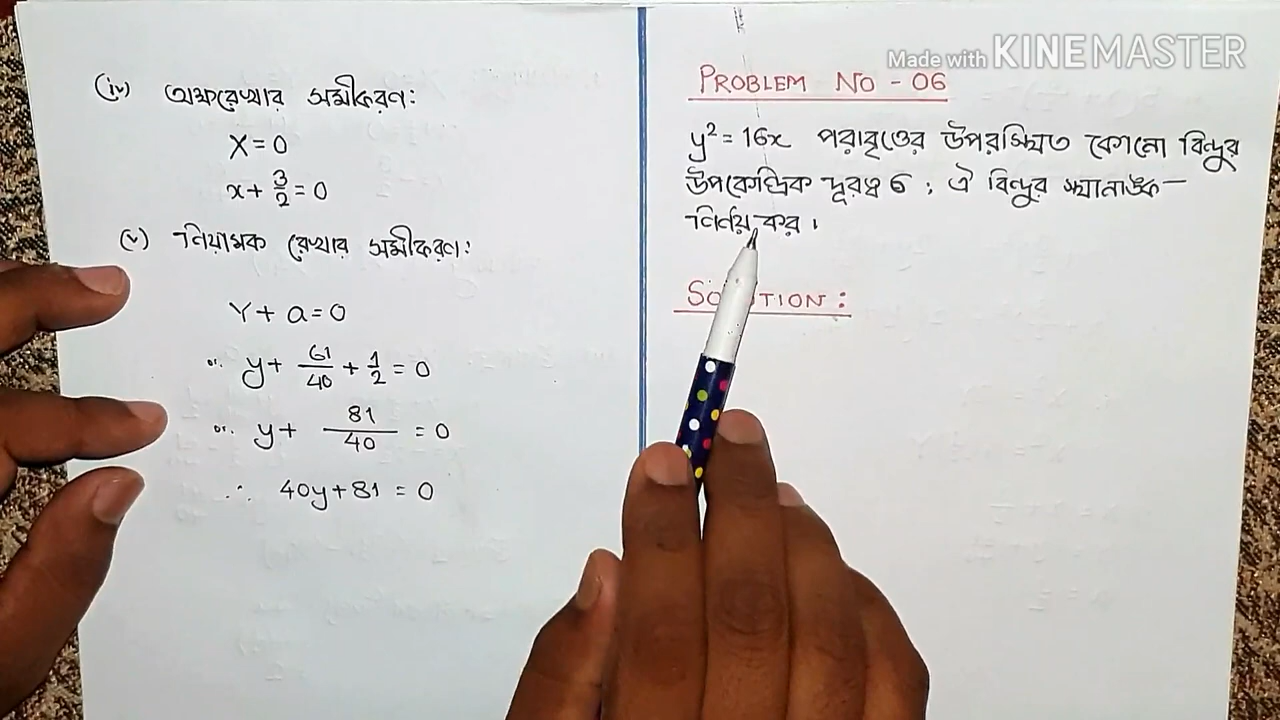 (iv) অক্ষরেখার সমীকরণ:
X = 0
x + 3/2 = 0
(v) নিয়ামক রেখার সমীকরণ:
Y + a = 0
or. y + 61/40 + 1/2 = 0
or. y + 81/40 = 0
∴ 40y + 81 = 0
Made with KINEMASTER
PROBLEM NO - 06
y² = 16x পরাবৃত্তের উপরস্থিত কোনো বিন্দুর
উপকেন্দ্রিক দূরত্ব 6 ; ঐ বিন্দুর স্থানাঙ্ক —
নির্ণয় কর ।